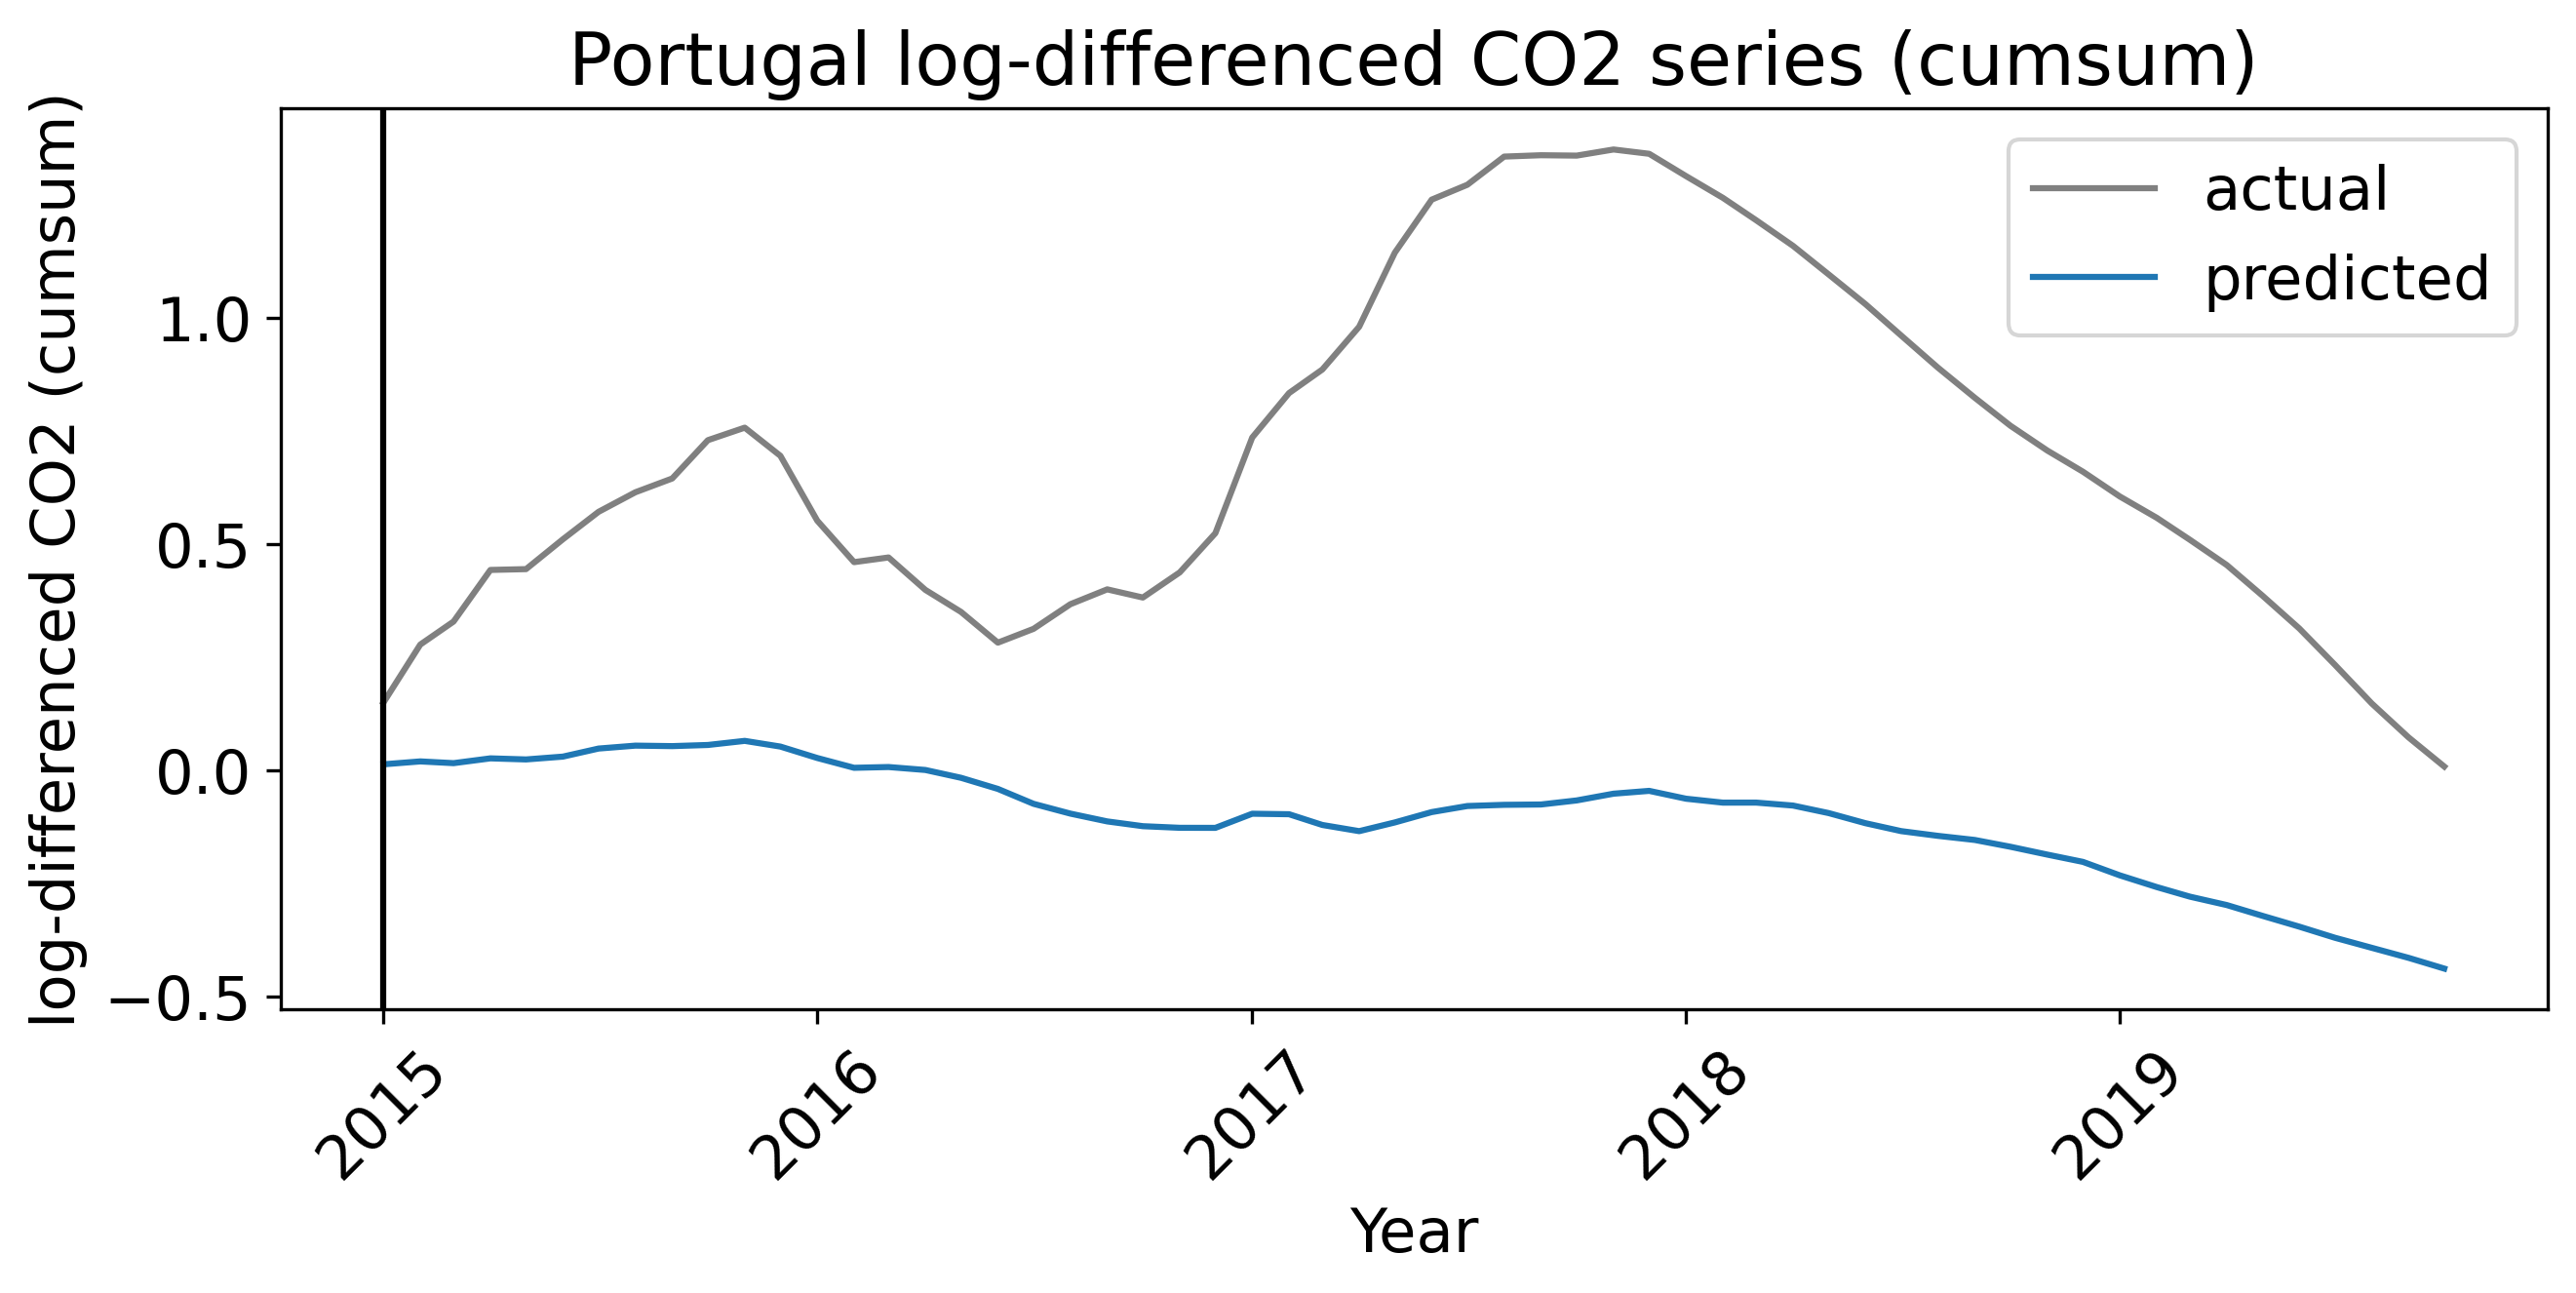 Portugal log-differenced CO2 series (cumsum)
log-differenced CO2 (cumsum)
1.0
0.5
0.0
−0.5
actual
predicted
2015
2016
2017
2018
2019
Year